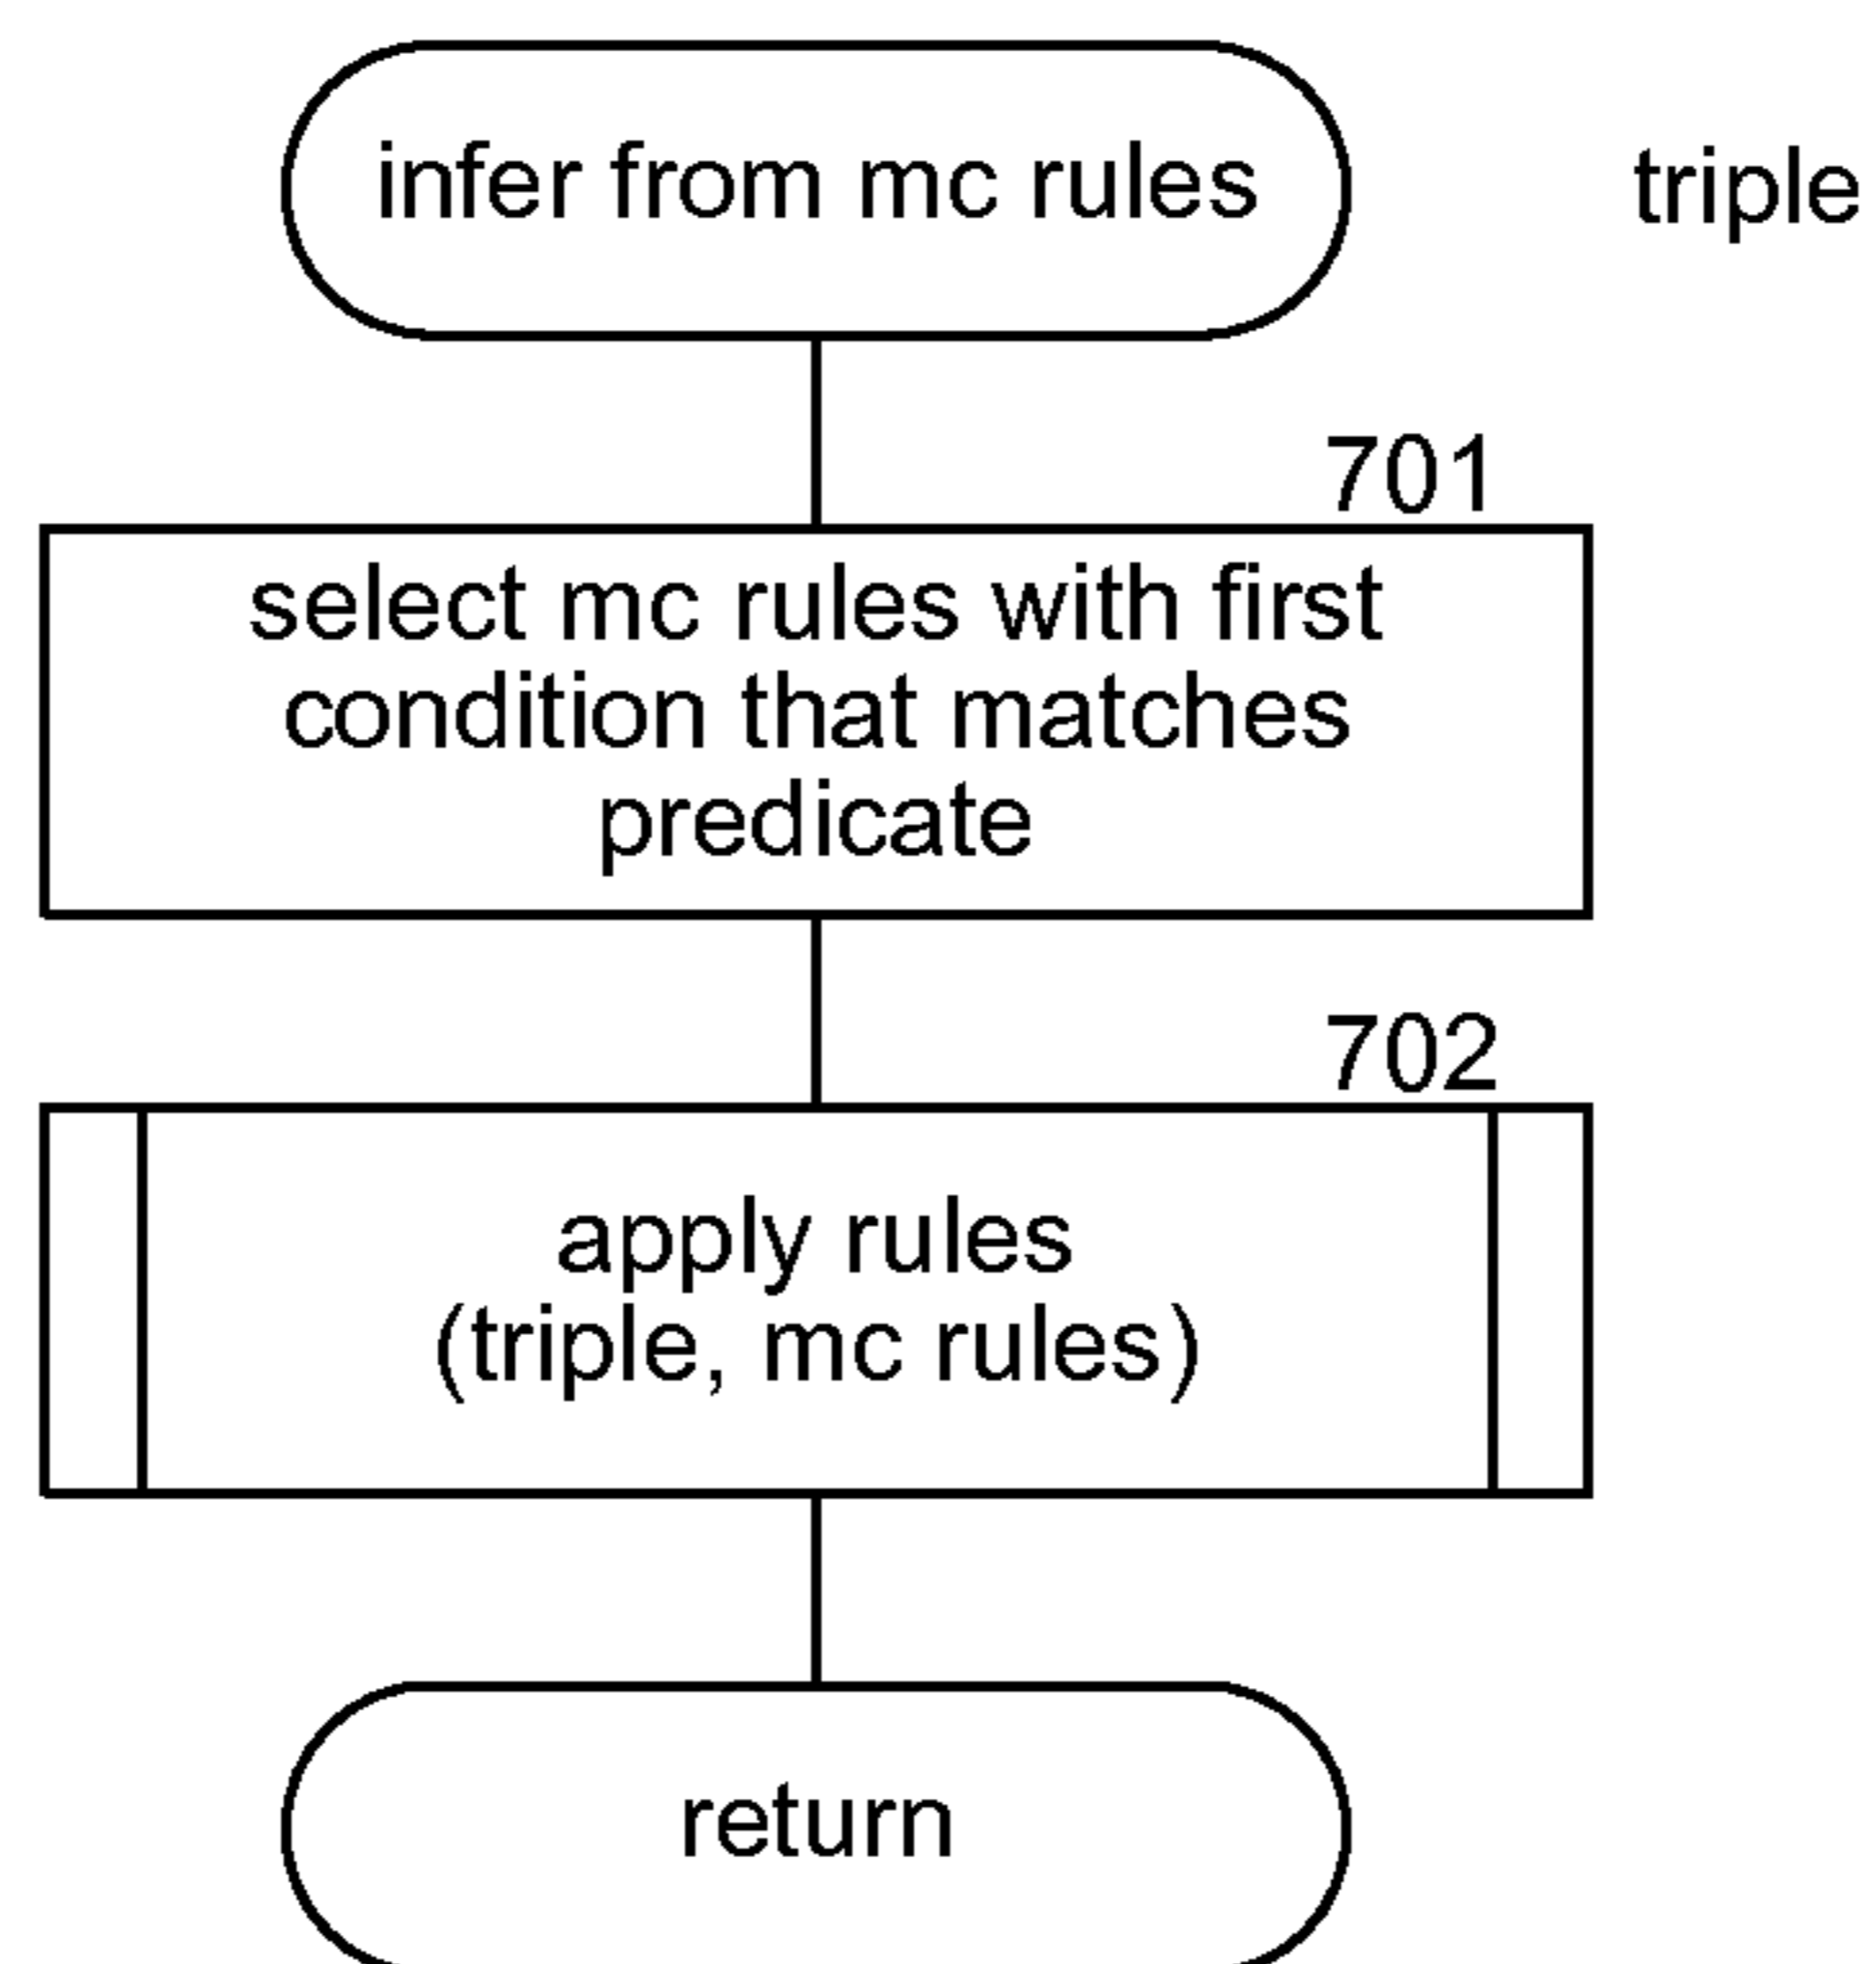 infer from mc rules
triple
701
select mc rules with first
condition that matches
predicate
702
apply rules
(triple, mc rules)
return